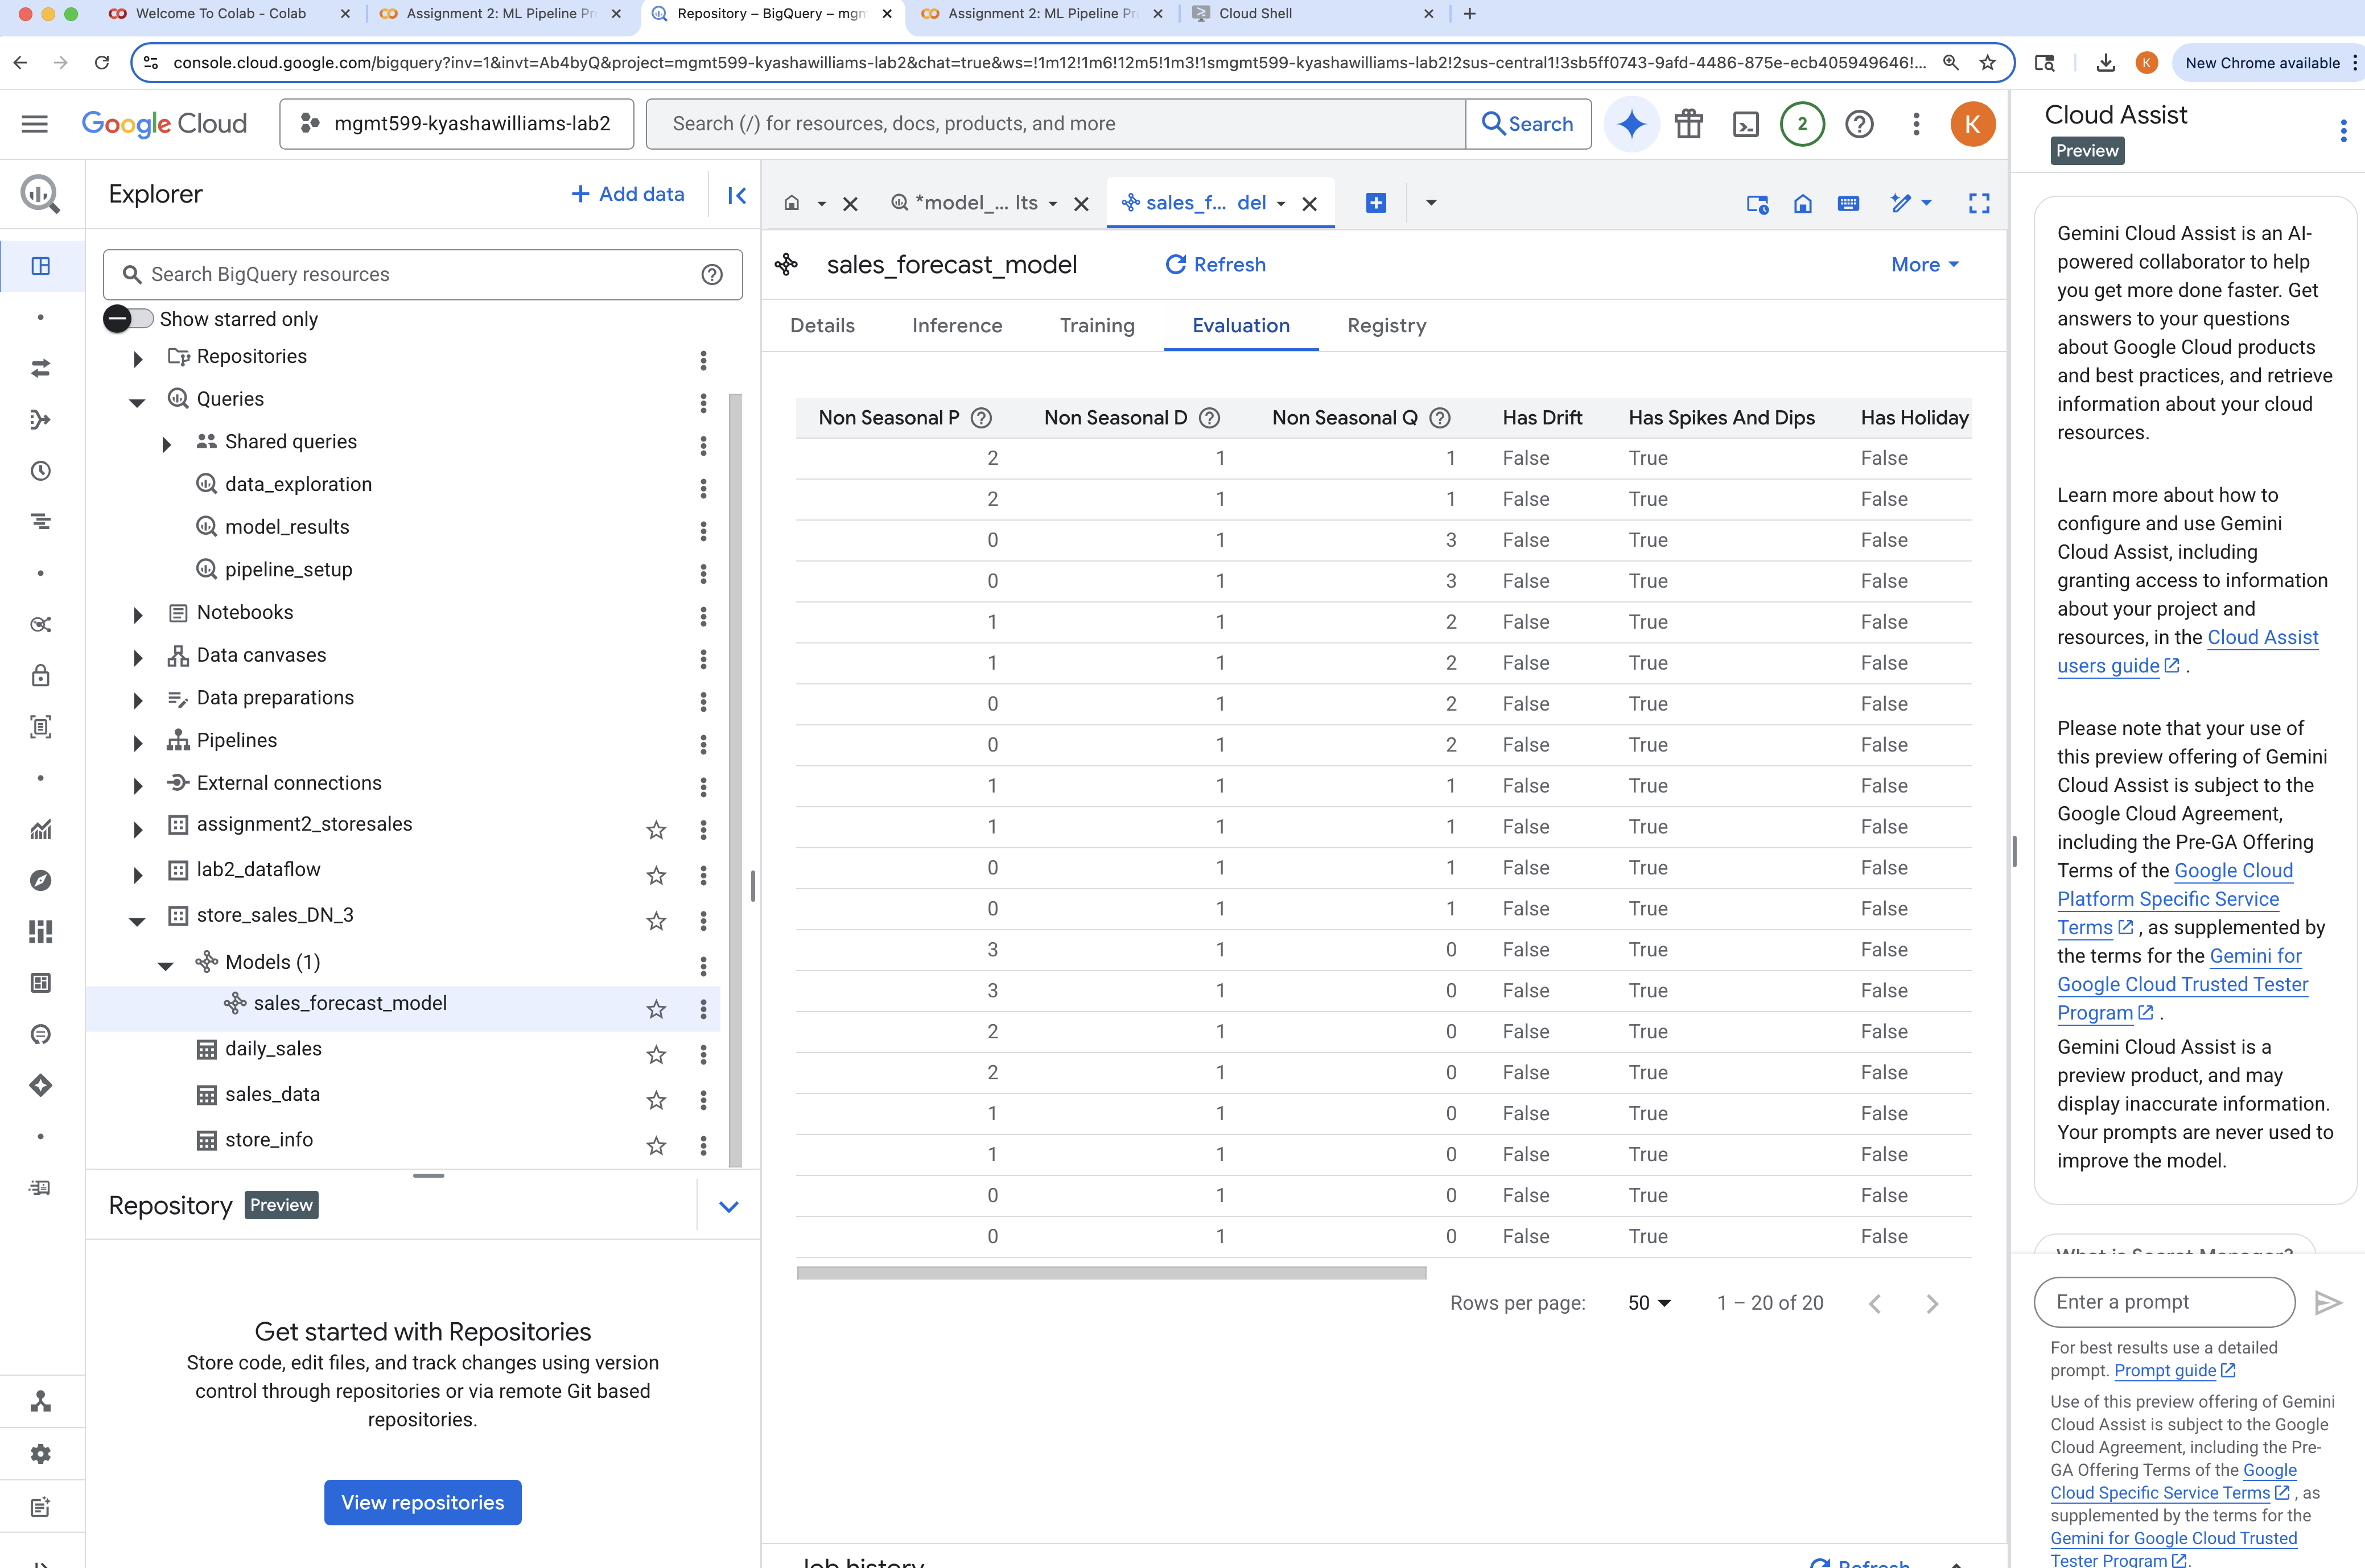 Welcome To Colab - Colab
Assignment 2: ML Pipeline Pr
Repository – BigQuery – mgm
Assignment 2: ML Pipeline Pr
Cloud Shell
console.cloud.google.com/bigquery?inv=1&invt=Ab4byQ&project=mgmt599-kyashawilliams-lab2&chat=true&ws=!1m12!1m6!12m5!1m3!1smgmt599-kyashawilliams-lab2!2sus-central1!3sb5ff0743-9afd-4486-875e-ecb405949646!...
K
New Chrome available
Google Cloud
mgmt599-kyashawilliams-lab2
Search (/) for resources, docs, products, and more
Search
2
K
Explorer
Add data
Search BigQuery resources
Show starred only
Repositories
Queries
Shared queries
data_exploration
model_results
pipeline_setup
Notebooks
Data canvases
Data preparations
Pipelines
External connections
assignment2_storesales
lab2_dataflow
store_sales_DN_3
Models (1)
sales_forecast_model
daily_sales
sales_data
store_info
Repository Preview
Get started with Repositories
Store code, edit files, and track changes using version
control through repositories or via remote Git based
repositories.
View repositories
*model_... lts
sales_f... del
sales_forecast_model
Refresh
More
Details Inference Training Evaluation Registry
Non Seasonal P Non Seasonal D Non Seasonal Q Has Drift Has Spikes And Dips Has Holiday
2 1 1 False True False
2 1 1 False True False
0 1 3 False True False
0 1 3 False True False
1 1 2 False True False
1 1 2 False True False
0 1 2 False True False
0 1 2 False True False
1 1 1 False True False
1 1 1 False True False
0 1 1 False True False
0 1 1 False True False
3 1 0 False True False
3 1 0 False True False
2 1 0 False True False
2 1 0 False True False
1 1 0 False True False
1 1 0 False True False
0 1 0 False True False
0 1 0 False True False
Rows per page: 50 1 – 20 of 20
Job history
Refresh
Cloud Assist
Preview
Gemini Cloud Assist is an AI-
powered collaborator to help
you get more done faster. Get
answers to your questions
about Google Cloud products
and best practices, and retrieve
information about your cloud
resources.
Learn more about how to
configure and use Gemini
Cloud Assist, including
granting access to information
about your project and
resources, in the Cloud Assist
users guide .
Please note that your use of
this preview offering of Gemini
Cloud Assist is subject to the
Google Cloud Agreement,
including the Pre-GA Offering
Terms of the Google Cloud
Platform Specific Service
Terms , as supplemented by
the terms for the Gemini for
Google Cloud Trusted Tester
Program .
Gemini Cloud Assist is a
preview product, and may
display inaccurate information.
Your prompts are never used to
improve the model.
What is Secret Manager?
Enter a prompt
For best results use a detailed
prompt. Prompt guide
Use of this preview offering of Gemini
Cloud Assist is subject to the Google
Cloud Agreement, including the Pre-
GA Offering Terms of the Google
Cloud Specific Service Terms , as
supplemented by the terms for the
Gemini for Google Cloud Trusted
Tester Program .